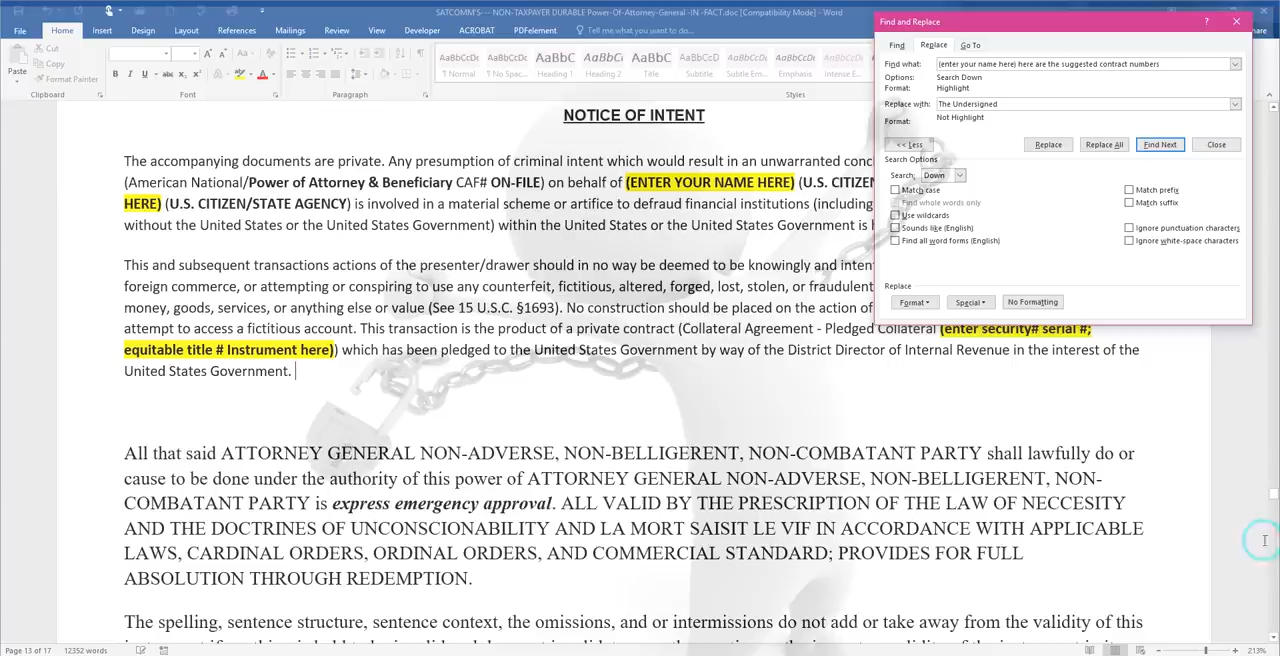 SATCOMM'S--- NON-TAXPAYER DURABLE Power-Of-Attorney-General -IN -FACT.doc [Compatibility Mode] - Word
File Home Insert Design Layout References Mailings Review View Developer ACROBAT PDFelement Tell me what you want to do...
Paste
Cut
Copy
Format Painter
Clipboard Font Paragraph Styles
AaBbCcDc AaBbCcDc AaBbC AaBbCc AaBbC AaBbCcD AaBbCcDc AaBbCcDc AaBbCcDc
¶ Normal ¶ No Spac... Heading 1 Heading 2 Title Subtitle Subtle Em... Emphasis Intense E...
Find and Replace
Find Replace Go To
Find what: (enter your name here) here are the suggested contract numbers
Options: Search Down
Format: Highlight
Replace with: The Undersigned
Format: Not Highlight
<< Less Replace Replace All Find Next Close
Search Options
Search: Down
Match case
Find whole words only
Use wildcards
Sounds like (English)
Find all word forms (English)
Match prefix
Match suffix
Ignore punctuation characters
Ignore white-space characters
Replace
Format Special No Formatting
NOTICE OF INTENT
The accompanying documents are private. Any presumption of criminal intent which would result in an unwarranted
(American National/Power of Attorney & Beneficiary CAF# ON-FILE) on behalf of (ENTER YOUR NAME HERE) (U.S.
HERE) (U.S. CITIZEN/STATE AGENCY) is involved in a material scheme or artifice to defraud financial institutions (including
without the United States or the United States Government) within the United States or the United States Government is
This and subsequent transactions actions of the presenter/drawer should in no way be deemed to be knowingly and
foreign commerce, or attempting or conspiring to use any counterfeit, fictitious, altered, forged, lost, stolen, or
money, goods, services, or anything else or value (See 15 U.S.C. §1693). No construction should be placed on the action of
attempt to access a fictitious account. This transaction is the product of a private contract (Collateral Agreement - Pledged Collateral (enter security# serial #;
equitable title # Instrument here)) which has been pledged to the United States Government by way of the District Director of Internal Revenue in the interest of the
United States Government.
All that said ATTORNEY GENERAL NON-ADVERSE, NON-BELLIGERENT, NON-COMBATANT PARTY shall lawfully do or
cause to be done under the authority of this power of ATTORNEY GENERAL NON-ADVERSE, NON-BELLIGERENT, NON-
COMBATANT PARTY is express emergency approval. ALL VALID BY THE PRESCRIPTION OF THE LAW OF NECCESITY
AND THE DOCTRINES OF UNCONSCIONABILITY AND LA MORT SAISIT LE VIF IN ACCORDANCE WITH APPLICABLE
LAWS, CARDINAL ORDERS, ORDINAL ORDERS, AND COMMERCIAL STANDARD; PROVIDES FOR FULL
ABSOLUTION THROUGH REDEMPTION.
The spelling, sentence structure, sentence context, the omissions, and or intermissions do not add or take away from the validity of this
Page 13 of 17 12352 words 213%